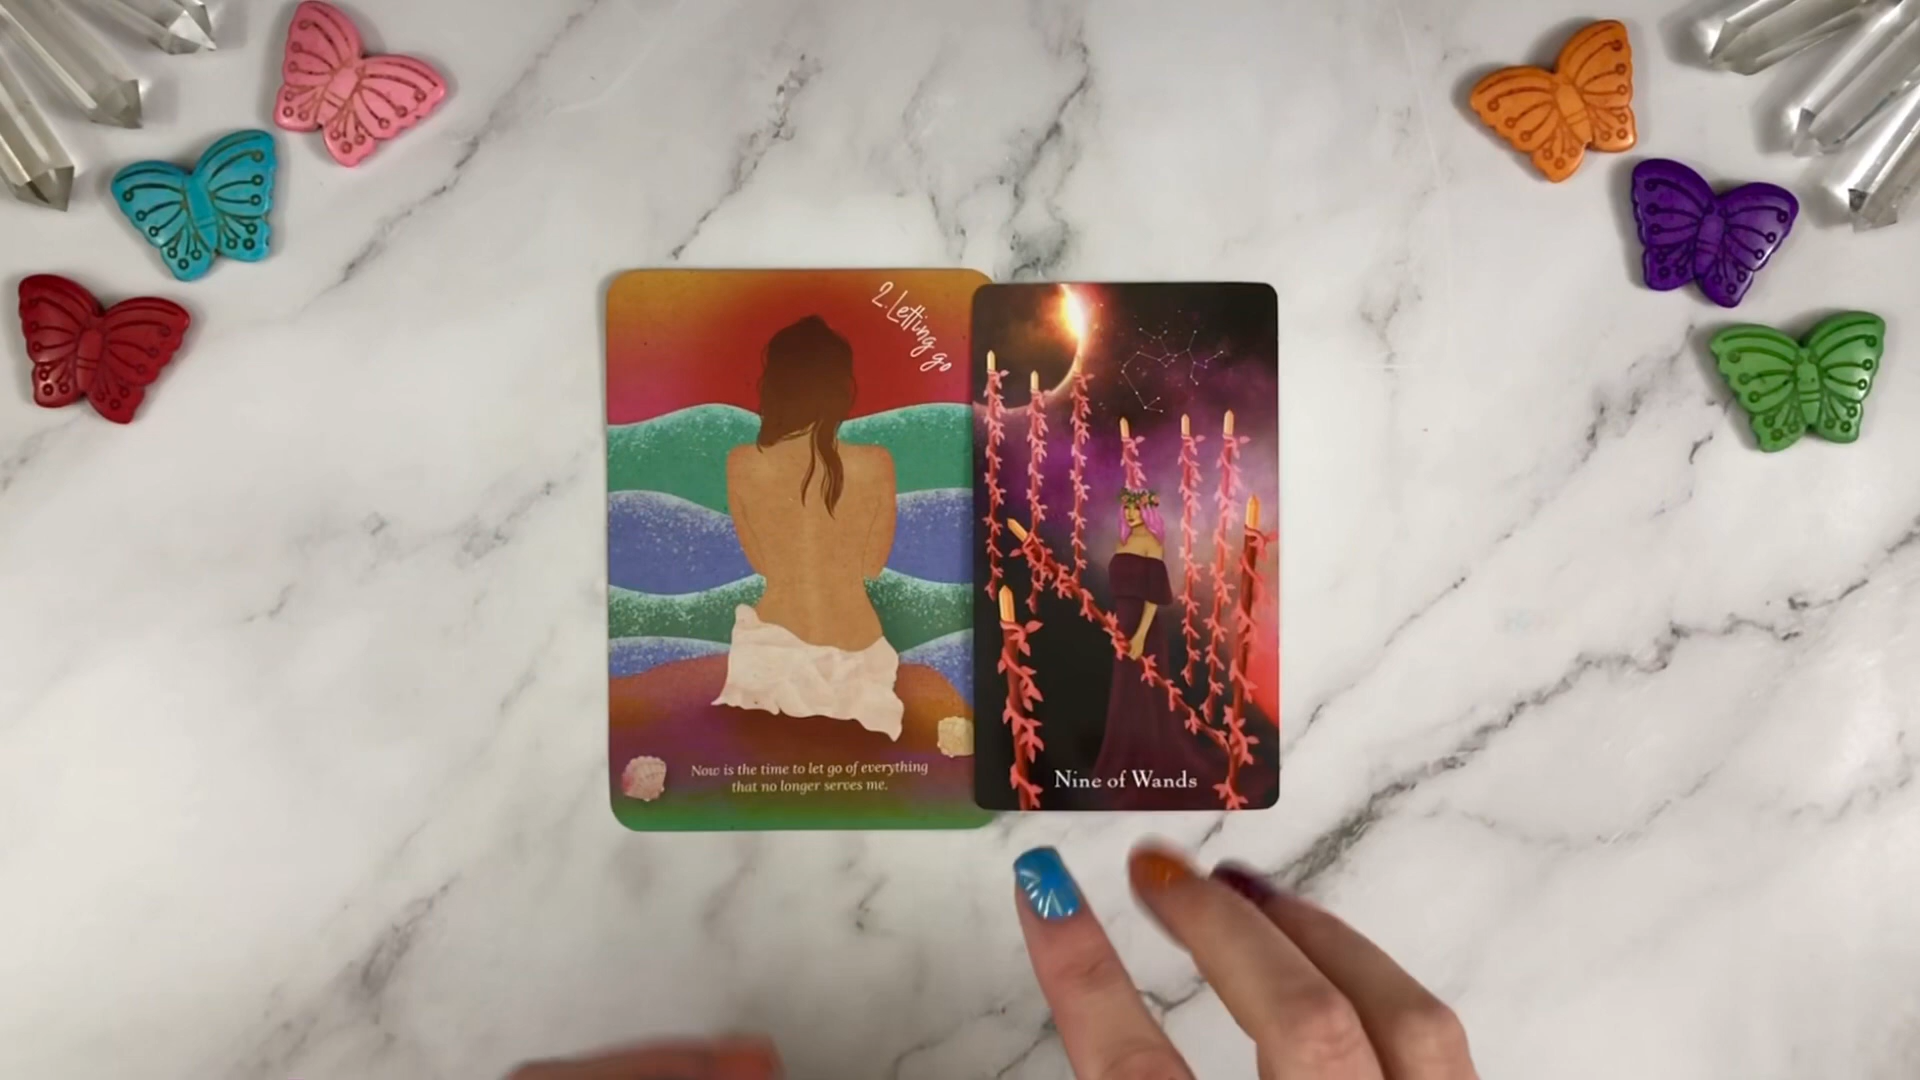 2. Letting go
Now is the time to let go of everything
that no longer serves me.
Nine of Wands